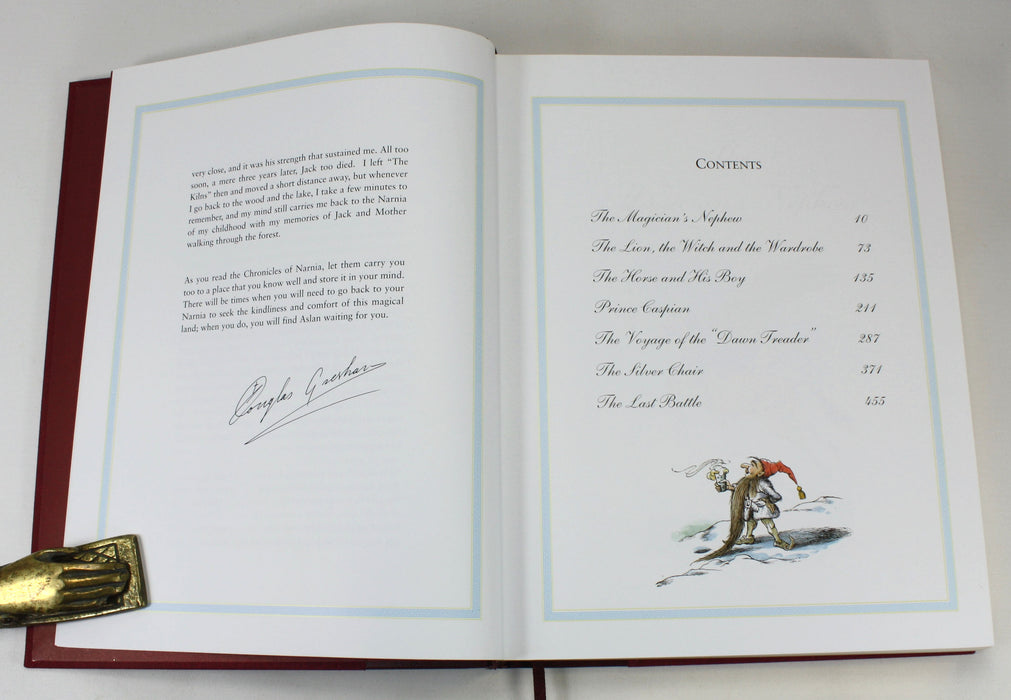 very close, and it was his strength that sustained me. All too
soon, a mere three years later, Jack too died. I left "The
Kilns" then and moved a short distance away, but whenever
I go back to the wood and the lake, I take a few minutes to
remember, and my mind still carries me back to the Narnia
of my childhood with my memories of Jack and Mother
walking through the forest.
As you read the Chronicles of Narnia, let them carry you
too to a place that you know well and store it in your mind.
There will be times when you will need to go back to your
Narnia to seek the kindliness and comfort of this magical
land; when you do, you will find Aslan waiting for you.
Douglas Gresham
CONTENTS
The Magician's Nephew 10
The Lion, the Witch and the Wardrobe 73
The Horse and His Boy 135
Prince Caspian 211
The Voyage of the "Dawn Treader" 287
The Silver Chair 371
The Last Battle 455